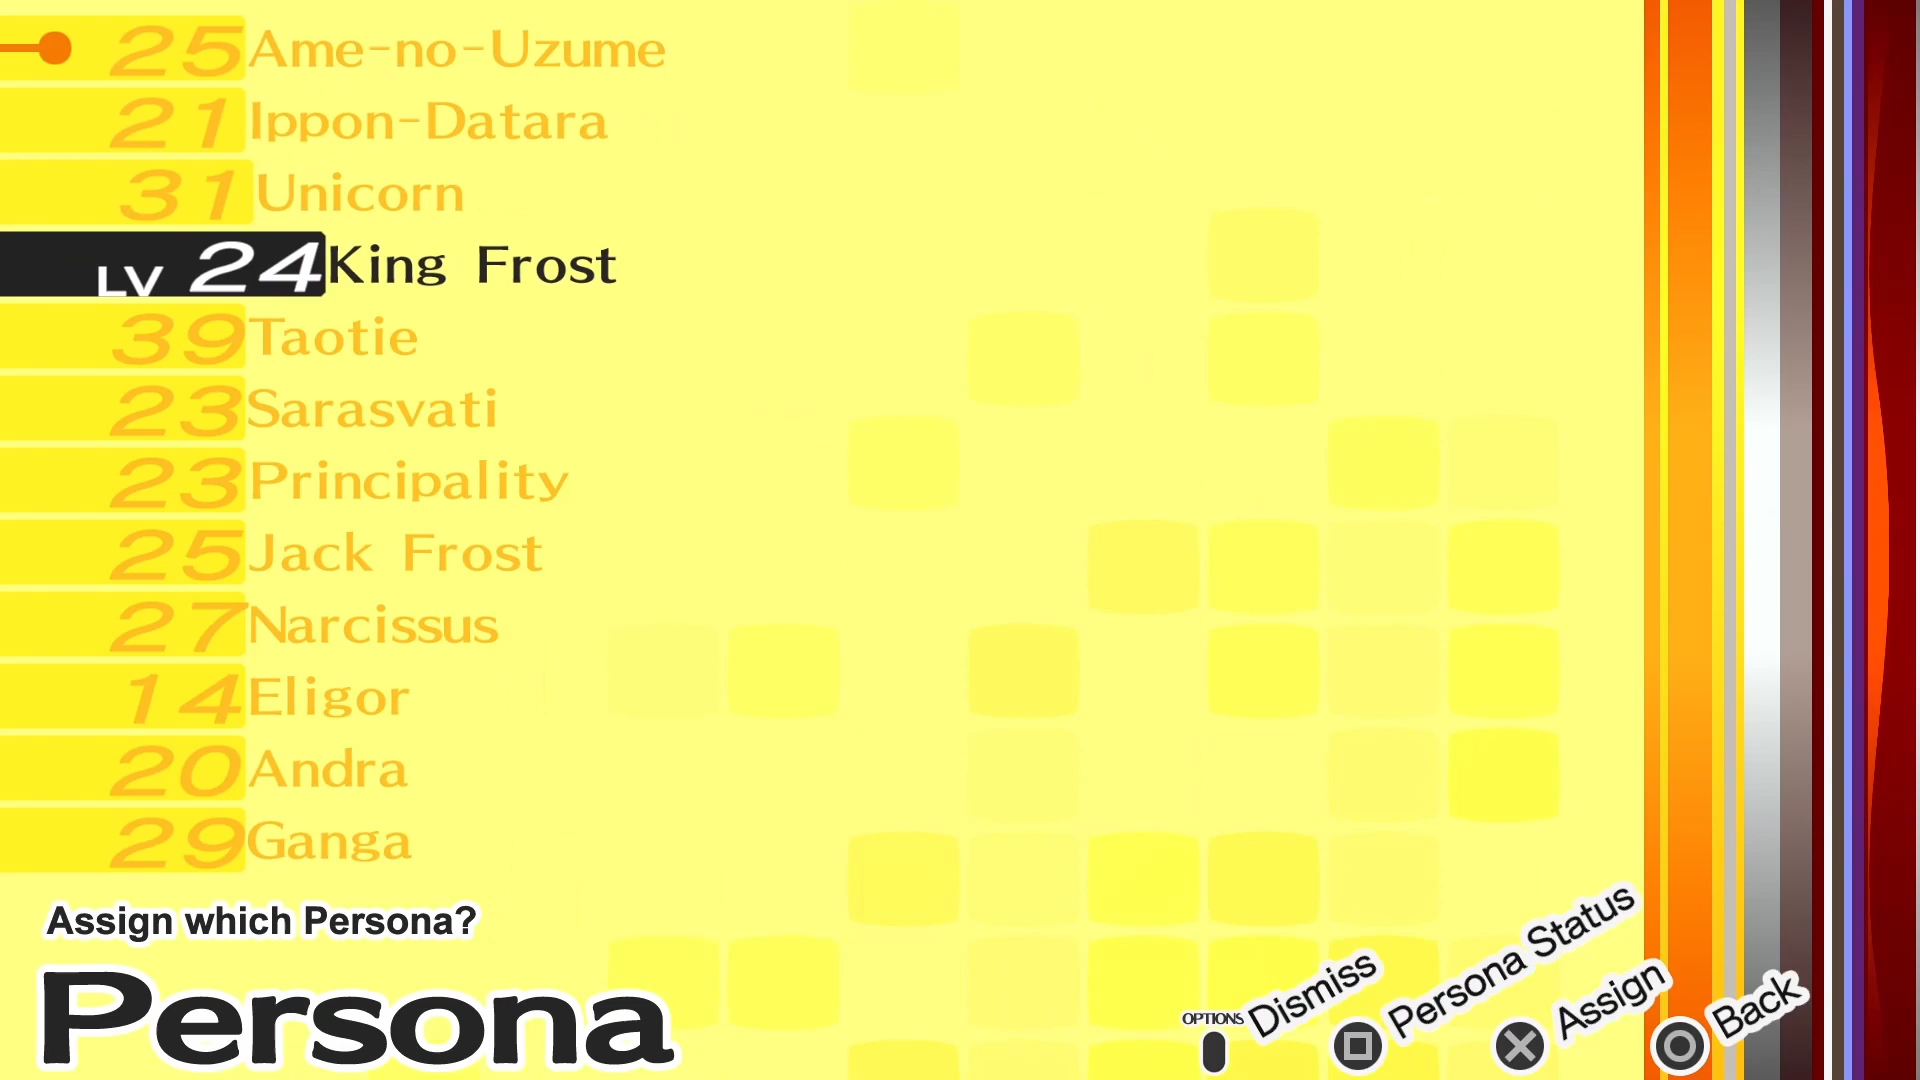 25 Ame-no-Uzume
21 Ippon-Datara
31 Unicorn
LV 24 King Frost
39 Taotie
23 Sarasvati
23 Principality
25 Jack Frost
27 Narcissus
14 Eligor
20 Andra
29 Ganga
Assign which Persona?
Persona
OPTIONS Dismiss
Persona Status
Assign
Back